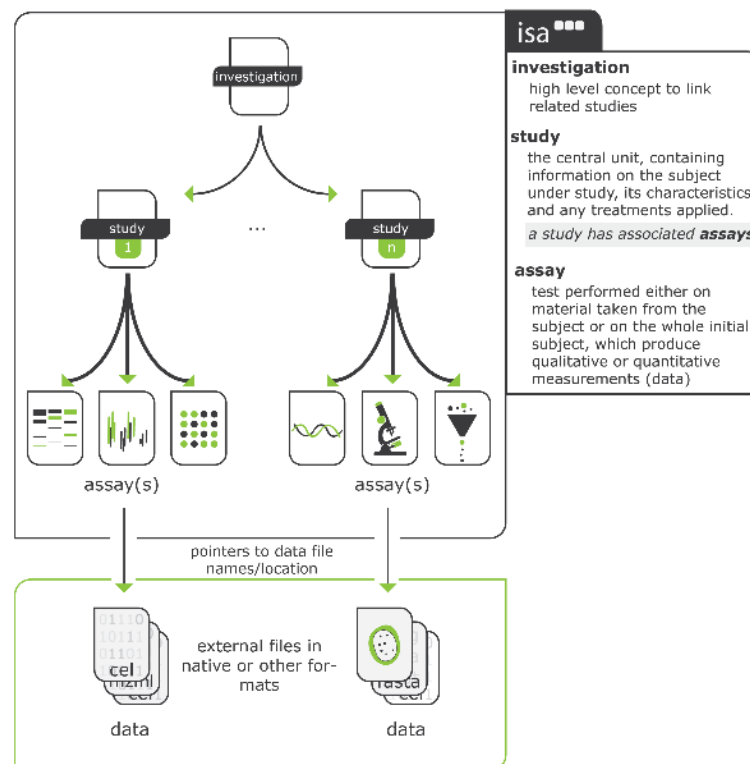 isa
investigation
high level concept to link
related studies
study
the central unit, containing
information on the subject
under study, its characteristics
and any treatments applied.
a study has associated assays
assay
test performed either on
material taken from the
subject or on the whole initial
subject, which produce
qualitative or quantitative
measurements (data)
investigation
study
1
...
study
n
assay(s)
assay(s)
pointers to data file
names/location
01110
cel
fasta
external files in
native or other for-
mats
data
data